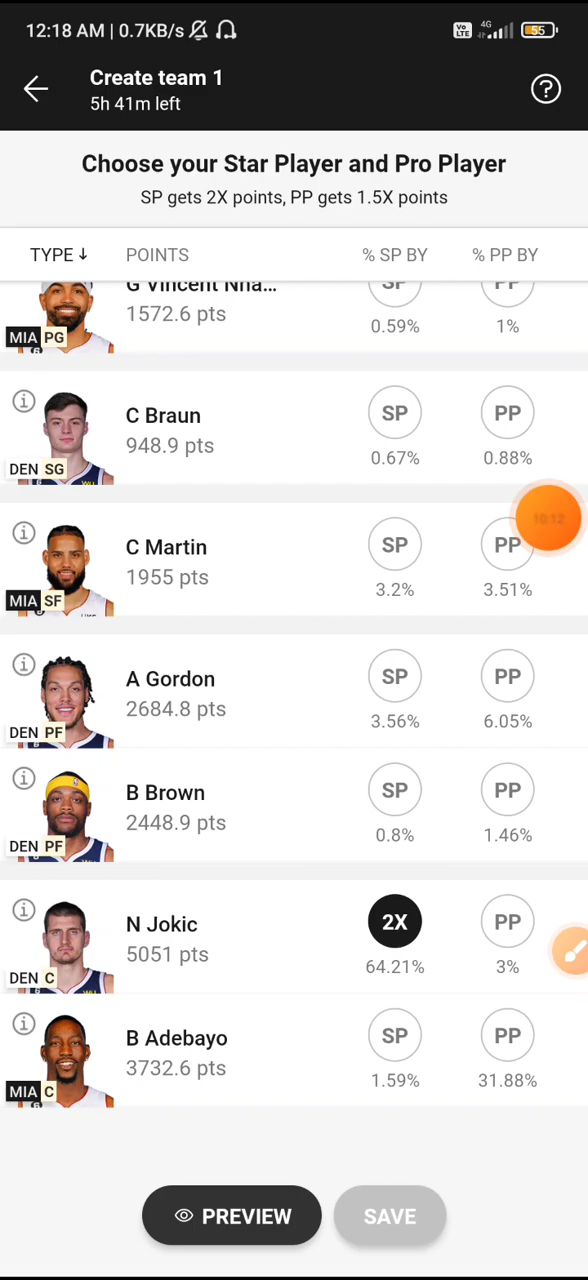 12:18 AM | 0.7KB/s
Vo LTE 4G 55
Create team 1
5h 41m left
Choose your Star Player and Pro Player
SP gets 2X points, PP gets 1.5X points
TYPE↓ POINTS % SP BY % PP BY
G Vincent Nna... SP PP
1572.6 pts
0.59% 1%
MIA PG
C Braun SP PP
948.9 pts
0.67% 0.88%
DEN SG
10:12
C Martin SP PP
1955 pts
3.2% 3.51%
MIA SF
A Gordon SP PP
2684.8 pts
3.56% 6.05%
DEN PF
B Brown SP PP
2448.9 pts
0.8% 1.46%
DEN PF
N Jokic 2X PP
5051 pts
64.21% 3%
DEN C
B Adebayo SP PP
3732.6 pts
1.59% 31.88%
MIA C
PREVIEW SAVE